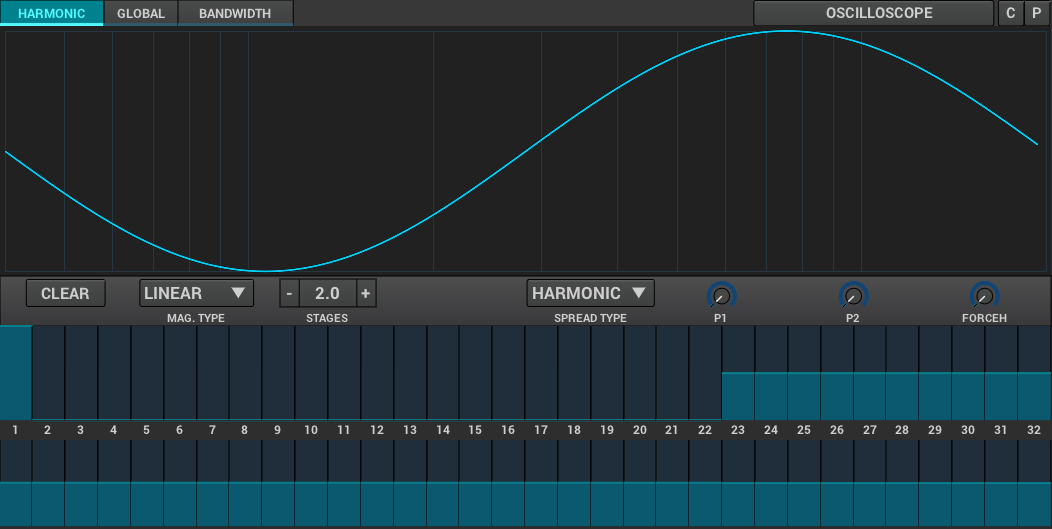 HARMONIC GLOBAL BANDWIDTH OSCILLOSCOPE C P
CLEAR LINEAR - 2.0 + HARMONIC
MAG. TYPE STAGES SPREAD TYPE P1 P2 FORCEH
1 2 3 4 5 6 7 8 9 10 11 12 13 14 15 16 17 18 19 20 21 22 23 24 25 26 27 28 29 30 31 32